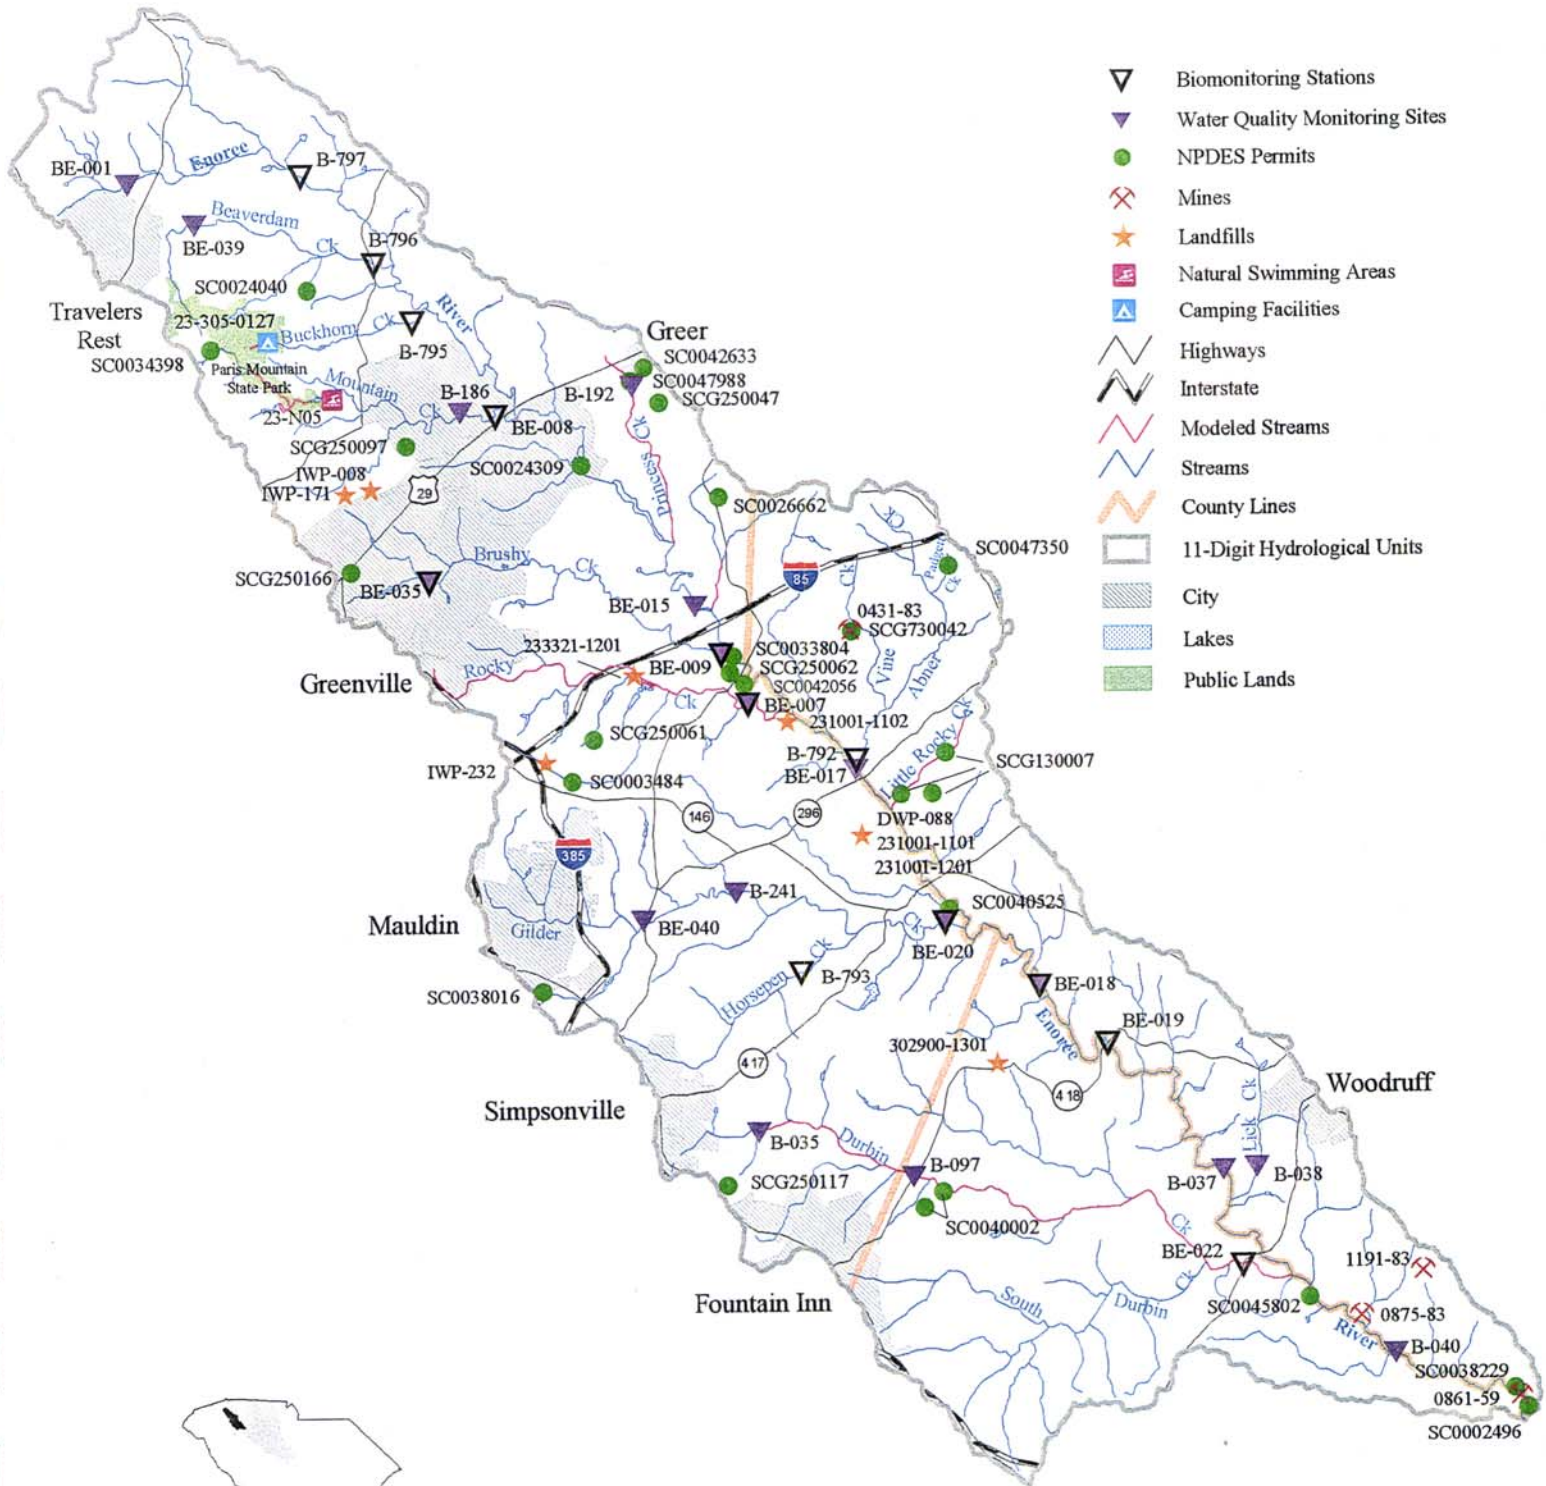 Biomonitoring Stations
Water Quality Monitoring Sites
NPDES Permits
Mines
Landfills
Natural Swimming Areas
Camping Facilities
Highways
Interstate
Modeled Streams
Streams
County Lines
11-Digit Hydrological Units
City
Lakes
Public Lands
BE-001
Enoree
B-797
Beaverdam
Ck
BE-039
B-796
SC0024040
River
Travelers
Rest
23-305-0127
Buckhorn Ck
B-795
SC0034398
Paris Mountain
State Park
Mountain
Ck
23-N05
B-186
BE-008
Greer
SC0042633
SC0047988
B-192
SCG250047
Princess Ck
SCG250097
SC0024309
IWP-008
IWP-171
29
SC0026662
Ck
SC0047350
Ck
85
Ck
SCG250166
BE-035
Brushy
Ck
BE-015
0431-83
SCG730042
Vine
Abner
233321-1201
BE-009
SC0033804
SCG250062
SC0042056
BE-007
Rocky
Ck
Greenville
231001-1102
SCG250061
B-792
BE-017
Little Rocky Ck
SCG130007
IWP-232
SC0003484
146
296
DWP-088
231001-1101
231001-1201
385
B-241
SC0040525
Mauldin
Gilder
BE-040
Ck
BE-020
Horsepen Ck
B-793
BE-018
SC0038016
Enoree
BE-019
302900-1301
417
418
Simpsonville
Woodruff
Lick Ck
B-035
Durbin
B-097
SCG250117
SC0040002
B-037
B-038
Ck
BE-022
1191-83
Fountain Inn
South
Durbin
Ck
SC0045802
0875-83
River
B-040
SC0038229
0861-59
SC0002496